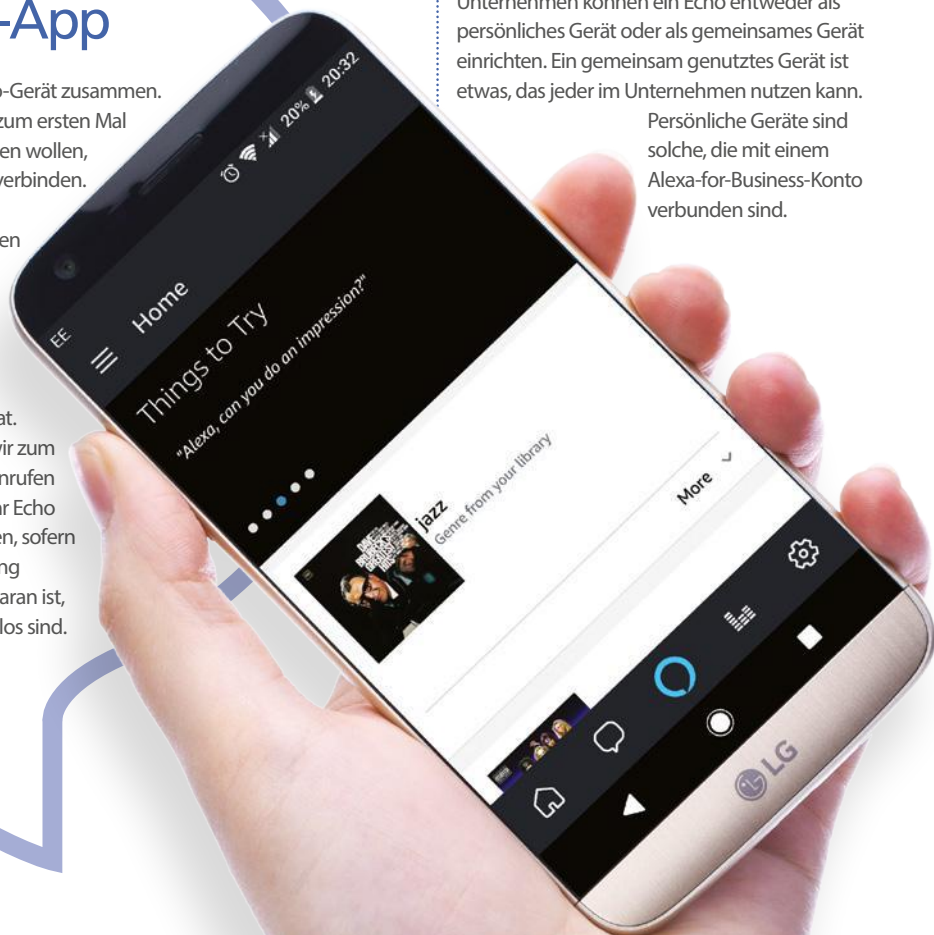 -App
-Gerät zusammen.
zum ersten Mal
en wollen,
verbinden.
en
at.
wir zum
nrufen
r Echo
en, sofern
ng
aran ist,
los sind.
Unternehmen können ein Echo entweder als
persönliches Gerät oder als gemeinsames Gerät
einrichten. Ein gemeinsam genutztes Gerät ist
etwas, das jeder im Unternehmen nutzen kann.
Persönliche Geräte sind
solche, die mit einem
Alexa-for-Business-Konto
verbunden sind.
EE
20% 20:32
Home
Things to Try
"Alexa, can you do an impression?"
jazz
Genre from your library
More
LG